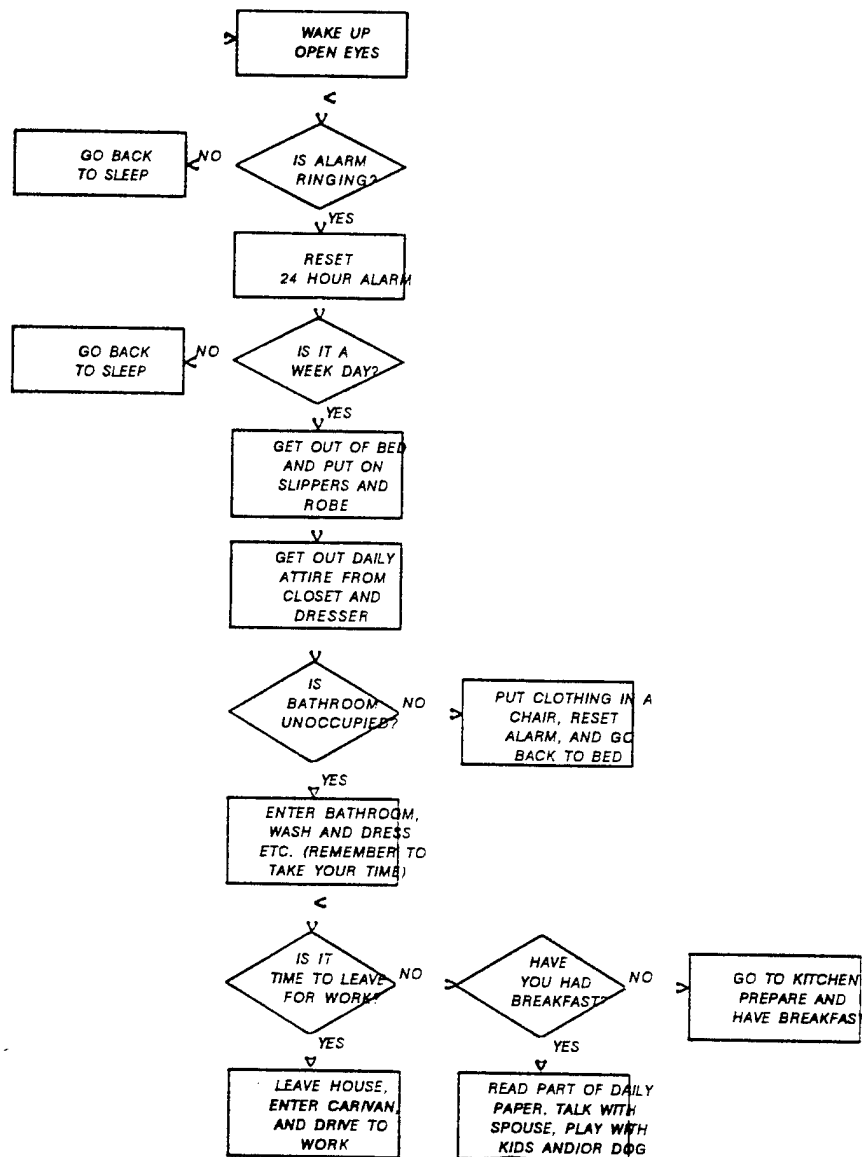 WAKE UP
OPEN EYES
GO BACK
TO SLEEP
NO
IS ALARM
RINGING?
YES
RESET
24 HOUR ALARM
GO BACK
TO SLEEP
NO
IS IT A
WEEK DAY?
YES
GET OUT OF BED
AND PUT ON
SLIPPERS AND
ROBE
GET OUT DAILY
ATTIRE FROM
CLOSET AND
DRESSER
IS
BATHROOM
UNOCCUPIED?
NO
PUT CLOTHING IN A
CHAIR, RESET
ALARM, AND GO
BACK TO BED
YES
ENTER BATHROOM,
WASH AND DRESS
ETC. (REMEMBER TO
TAKE YOUR TIME)
IS IT
TIME TO LEAVE
FOR WORK?
NO
HAVE
YOU HAD
BREAKFAST?
NO
GO TO KITCHEN
PREPARE AND
HAVE BREAKFAST
YES
LEAVE HOUSE,
ENTER CAR/VAN,
AND DRIVE TO
WORK
YES
READ PART OF DAILY
PAPER. TALK WITH
SPOUSE, PLAY WITH
KIDS AND/OR DOG